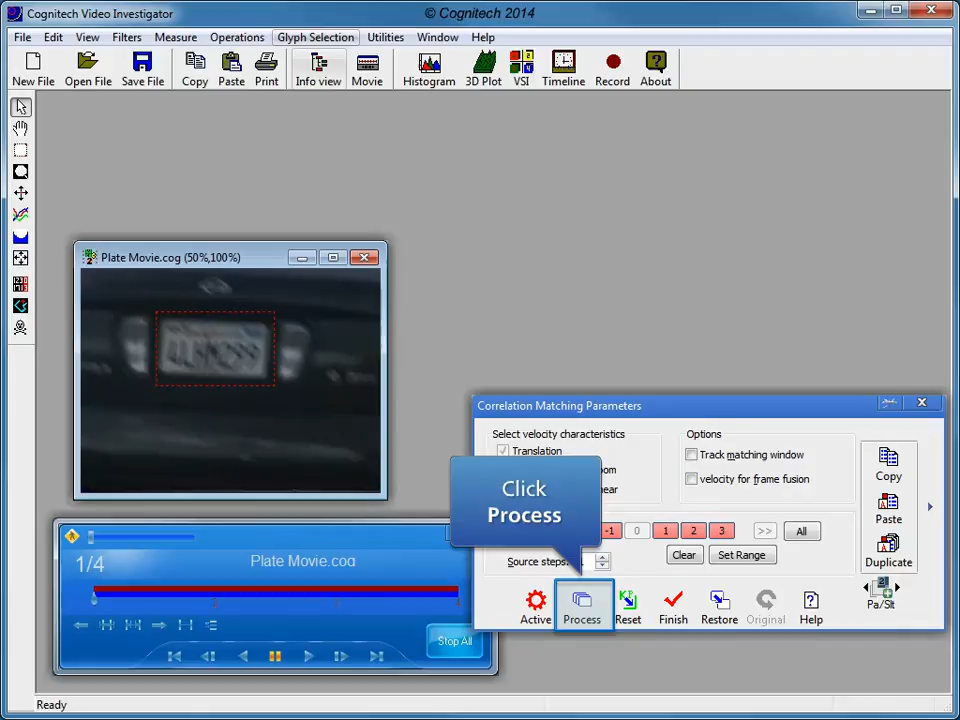 Cognitech Video Investigator
© Cognitech 2014
File Edit View Filters Measure Operations Glyph Selection Utilities Window Help
New File Open File Save File Copy Paste Print Info view Movie Histogram 3D Plot VSI Timeline Record About
Plate Movie.cog (50%,100%)
Correlation Matching Parameters
Select velocity characteristics
Translation
Options
Track matching window
velocity for frame fusion
Copy
Paste
Duplicate
Pa/Slt
Click
Process
-1 0 1 2 3 >> All
Source steps:
Clear Set Range
Active Process Reset Finish Restore Original Help
1/4
Plate Movie.cog
Stop All
Ready